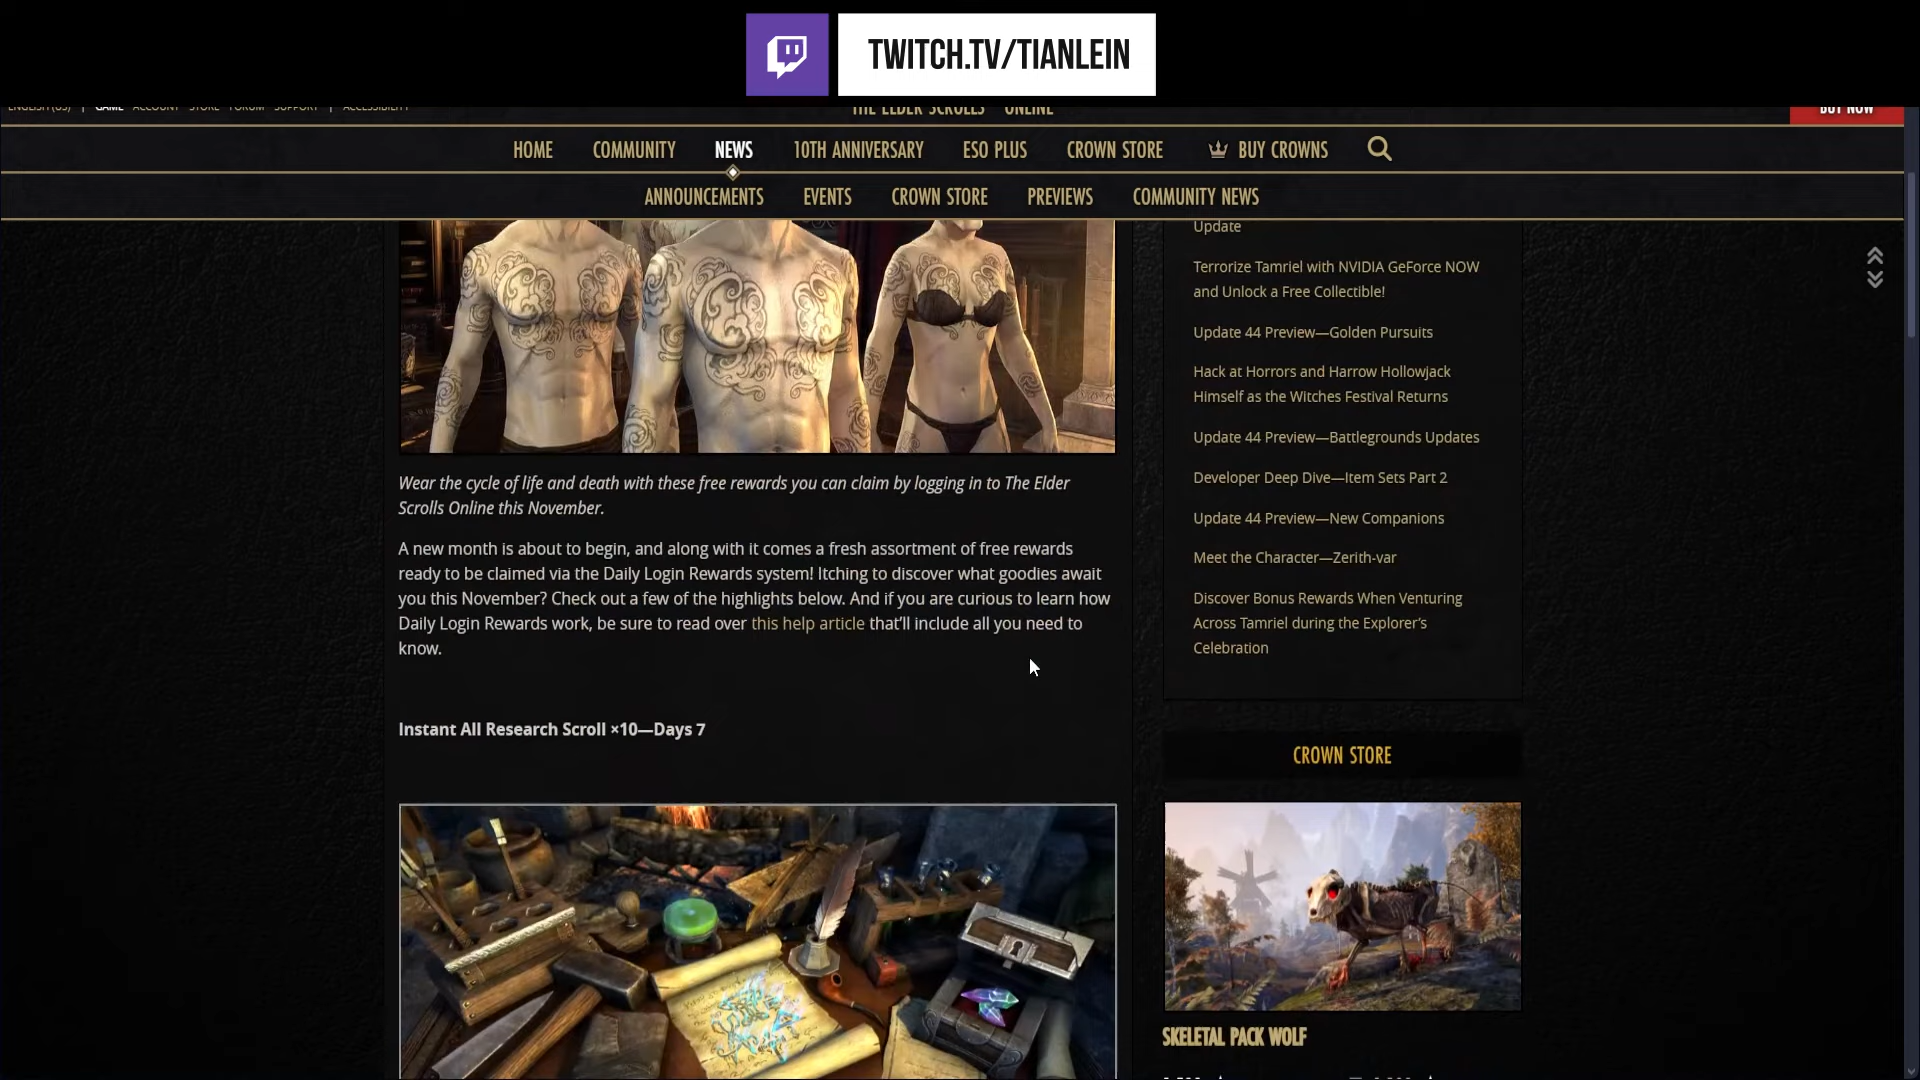 TWITCH.TV/TIANLEIN
ENGLISH (US) | GAME ACCOUNT STORE FORUM SUPPORT | ACCESSIBILITY
THE ELDER SCROLLS ONLINE
BUY NOW
HOME COMMUNITY NEWS 10TH ANNIVERSARY ESO PLUS CROWN STORE BUY CROWNS
ANNOUNCEMENTS EVENTS CROWN STORE PREVIEWS COMMUNITY NEWS
Wear the cycle of life and death with these free rewards you can claim by logging in to The Elder
Scrolls Online this November.
A new month is about to begin, and along with it comes a fresh assortment of free rewards
ready to be claimed via the Daily Login Rewards system! Itching to discover what goodies await
you this November? Check out a few of the highlights below. And if you are curious to learn how
Daily Login Rewards work, be sure to read over this help article that'll include all you need to
know.
Instant All Research Scroll ×10—Days 7
Update
Terrorize Tamriel with NVIDIA GeForce NOW
and Unlock a Free Collectible!
Update 44 Preview—Golden Pursuits
Hack at Horrors and Harrow Hollowjack
Himself as the Witches Festival Returns
Update 44 Preview—Battlegrounds Updates
Developer Deep Dive—Item Sets Part 2
Update 44 Preview—New Companions
Meet the Character—Zerith-var
Discover Bonus Rewards When Venturing
Across Tamriel during the Explorer's
Celebration
CROWN STORE
SKELETAL PACK WOLF